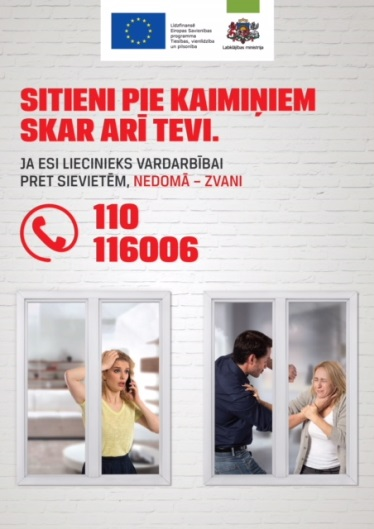 Līdzfinansē
Eiropas Savienības
programma
Tiesības, vienlīdzība
un pilsonība
Labklājības ministrija
SITIENI PIE KAIMIŅIEM
SKAR ARĪ TEVI.
JA ESI LIECINIEKS VARDARBĪBAI
PRET SIEVIETĒM, NEDOMĀ – ZVANI
110
116006